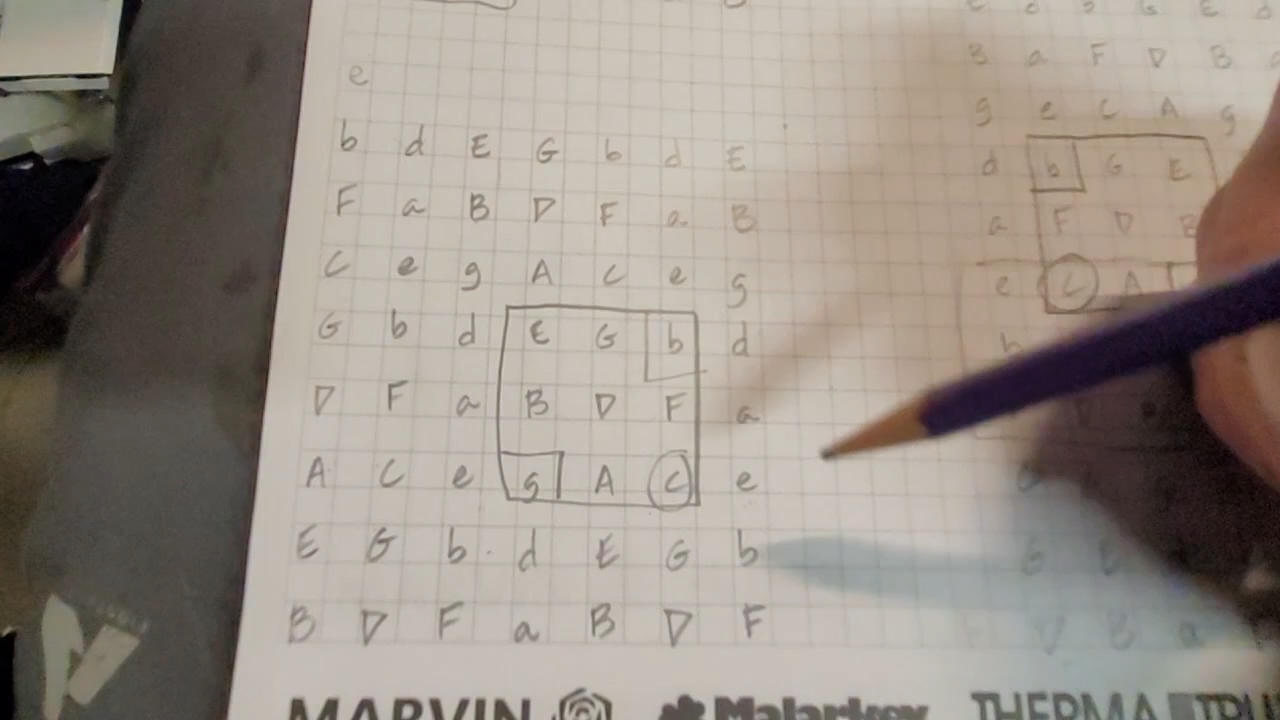 e
b d E G b d E
F a B D F a B
C e g A C e g
G b d E G b d
D F a B D F a
A C e g A C e
E G b d E G b
B D F a B D F
G E
B a F D B
g e C A g
d b G E
a F D B
e C A
b
G E
D B a
MARVIN Malarkey THERMA TRU